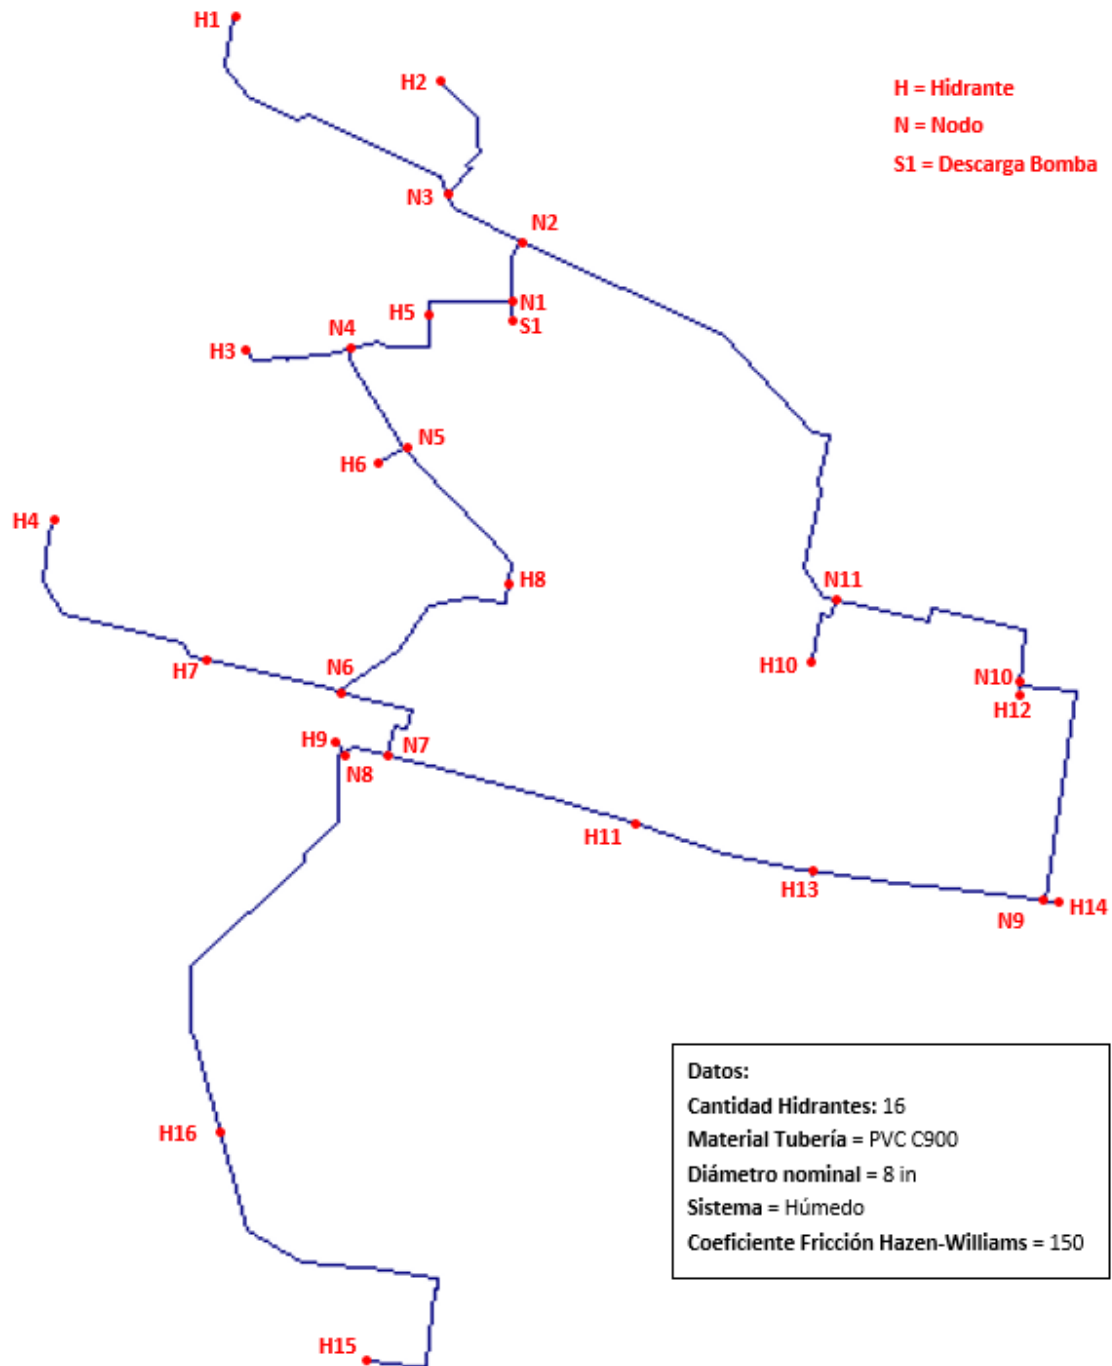 H1
H2
H = Hidrante
N = Nodo
S1 = Descarga Bomba
N3
N2
N1
H5
S1
N4
H3
N5
H6
H4
H8
N11
H7
N6
H10
N10
H12
H9
N7
N8
H11
H13
N9
H14
Datos:
Cantidad Hidrantes: 16
Material Tubería = PVC C900
Diámetro nominal = 8 in
Sistema = Húmedo
Coeficiente Fricción Hazen-Williams = 150
H16
H15